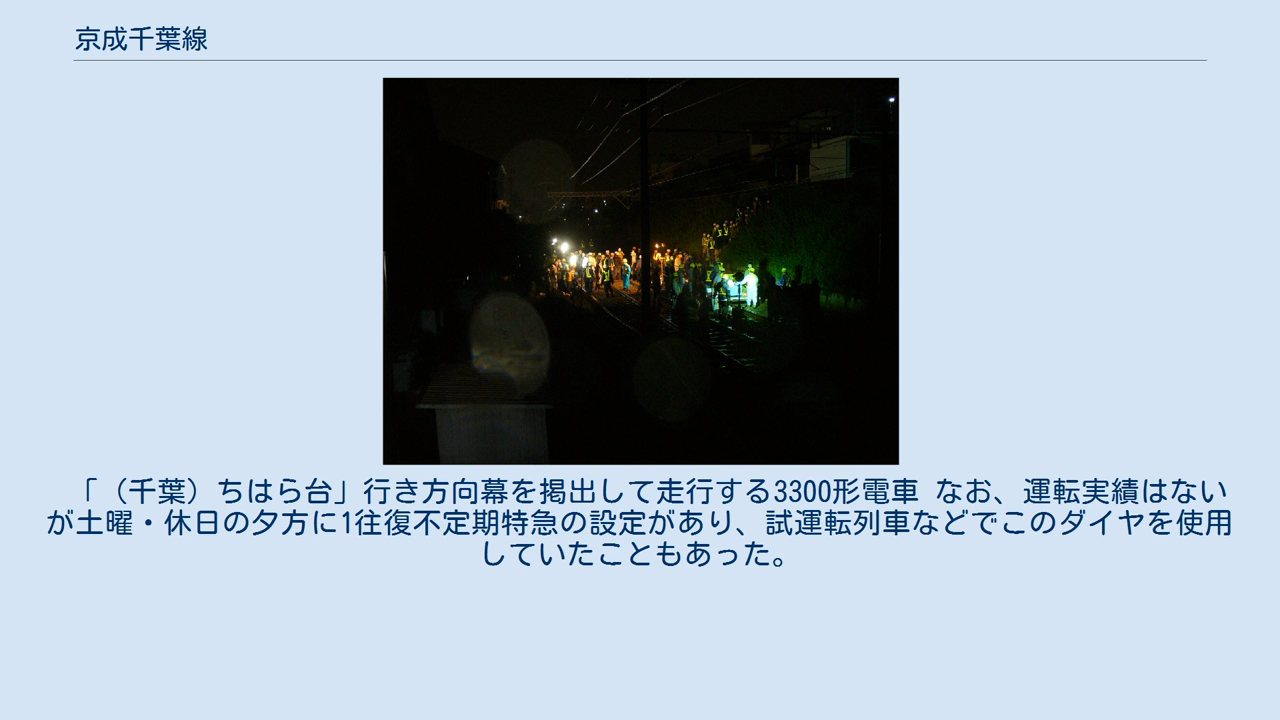 京成千葉線
「（千葉）ちはら台」行き方向幕を掲出して走行する3300形電車 なお、運転実績はない
が土曜・休日の夕方に1往復不定期特急の設定があり、試運転列車などでこのダイヤを使用
していたこともあった。